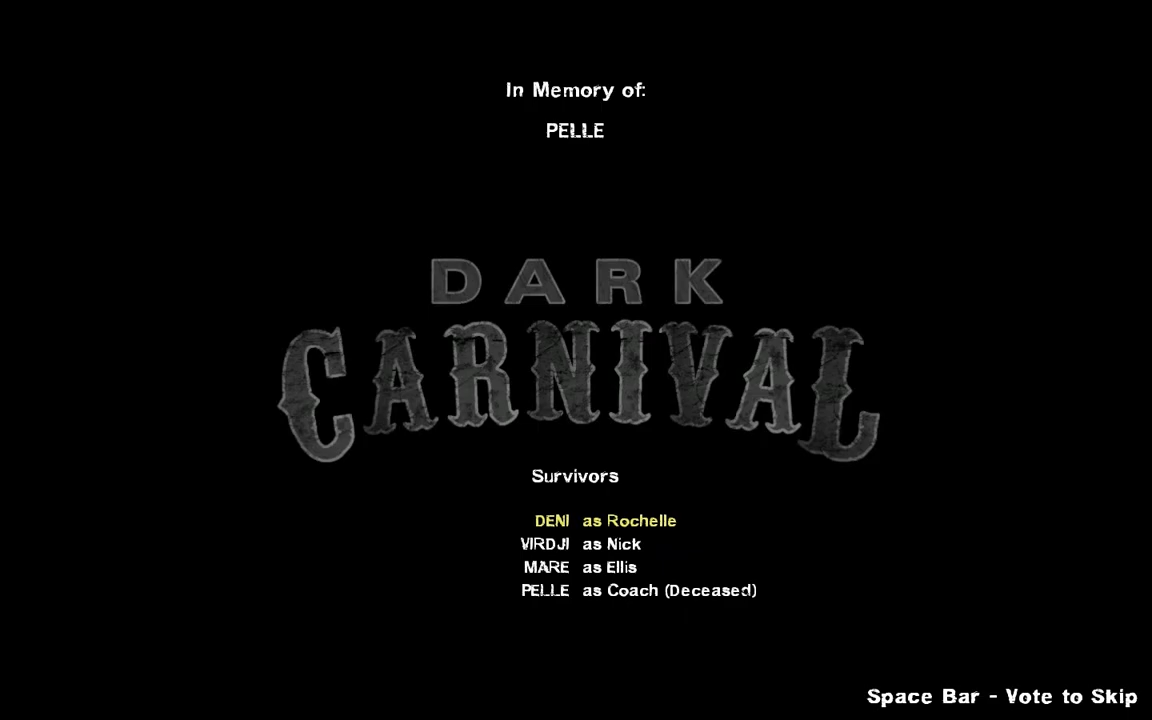 In Memory of:
PELLE
DARK
CARNIVAL
Survivors
DENI as Rochelle
VIRDJI as Nick
MARE as Ellis
PELLE as Coach (Deceased)
Space Bar - Vote to Skip